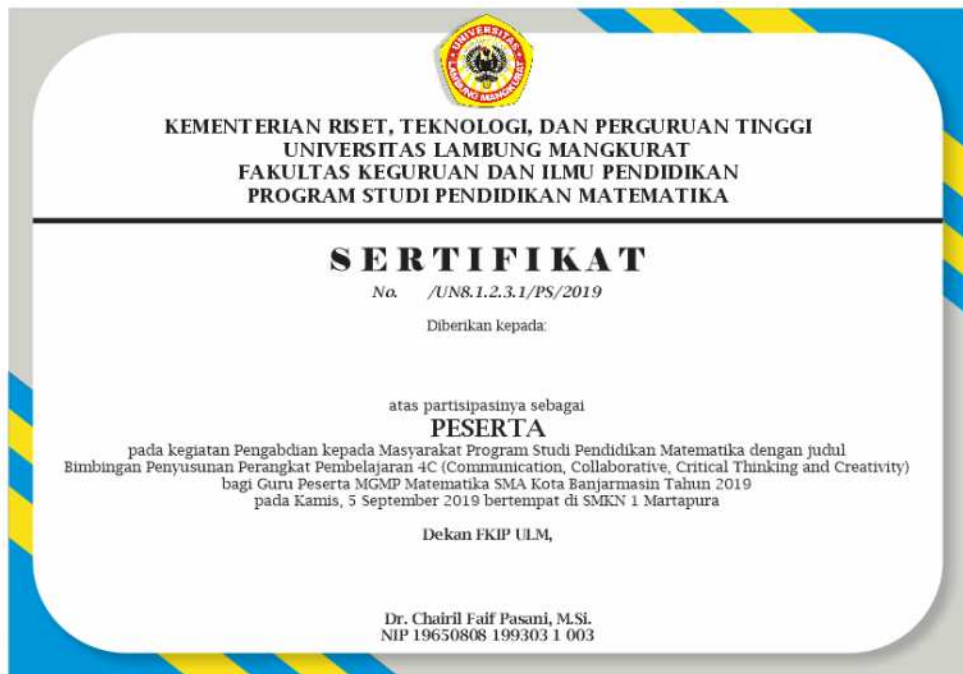 UNIVERSITAS
LAMBUNG MANGKURAT
KEMENTERIAN RISET, TEKNOLOGI, DAN PERGURUAN TINGGI
UNIVERSITAS LAMBUNG MANGKURAT
FAKULTAS KEGURUAN DAN ILMU PENDIDIKAN
PROGRAM STUDI PENDIDIKAN MATEMATIKA
SERTIFIKAT
No. /UN8.1.2.3.1/PS/2019
Diberikan kepada:
atas partisipasinya sebagai
PESERTA
pada kegiatan Pengabdian kepada Masyarakat Program Studi Pendidikan Matematika dengan judul
Bimbingan Penyusunan Perangkat Pembelajaran 4C (Communication, Collaborative, Critical Thinking and Creativity)
bagi Guru Peserta MGMP Matematika SMA Kota Banjarmasin Tahun 2019
pada Kamis, 5 September 2019 bertempat di SMKN 1 Martapura
Dekan FKIP ULM,
Dr. Chairil Faif Pasani, M.Si.
NIP 19650808 199303 1 003